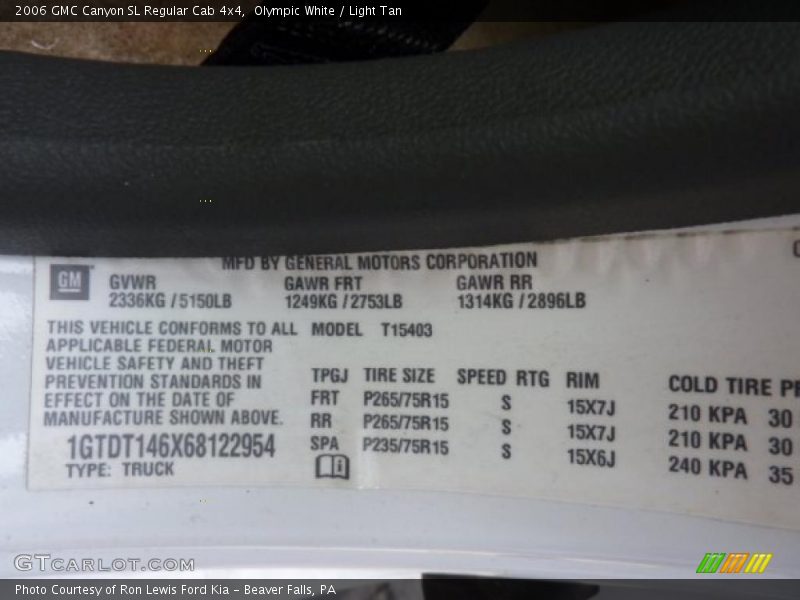 2006 GMC Canyon SL Regular Cab 4x4, Olympic White / Light Tan
MFD BY GENERAL MOTORS CORPORATION
GM GVWR GAWR FRT GAWR RR
2336KG / 5150LB 1249KG / 2753LB 1314KG / 2896LB
THIS VEHICLE CONFORMS TO ALL MODEL T15403
APPLICABLE FEDERAL MOTOR
VEHICLE SAFETY AND THEFT
PREVENTION STANDARDS IN
EFFECT ON THE DATE OF
MANUFACTURE SHOWN ABOVE.
1GTDT146X68122954
TYPE: TRUCK
TPGJ TIRE SIZE SPEED RTG RIM COLD TIRE PR
FRT P265/75R15 S 15X7J 210 KPA 30
RR P265/75R15 S 15X7J 210 KPA 30
SPA P235/75R15 S 15X6J 240 KPA 35
GTCARLOT.COM
Photo Courtesy of Ron Lewis Ford Kia - Beaver Falls, PA